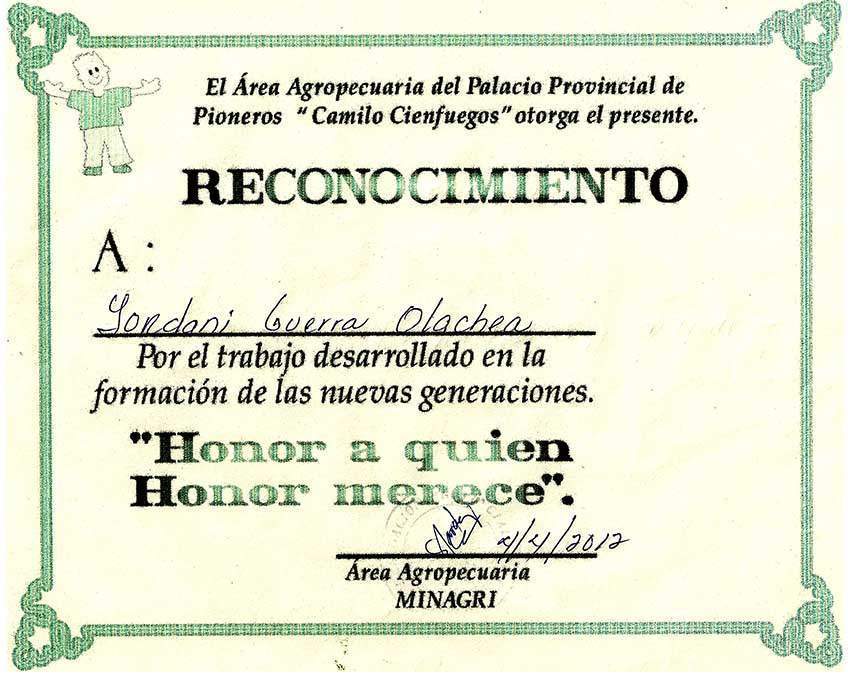 El Área Agropecuaria del Palacio Provincial de
Pioneros "Camilo Cienfuegos" otorga el presente.
RECONOCIMIENTO
A :
Yordani Guerra Olachea
Por el trabajo desarrollado en la
formación de las nuevas generaciones.
"Honor a quien
Honor merece".
4/4/2012
Área Agropecuaria
MINAGRI